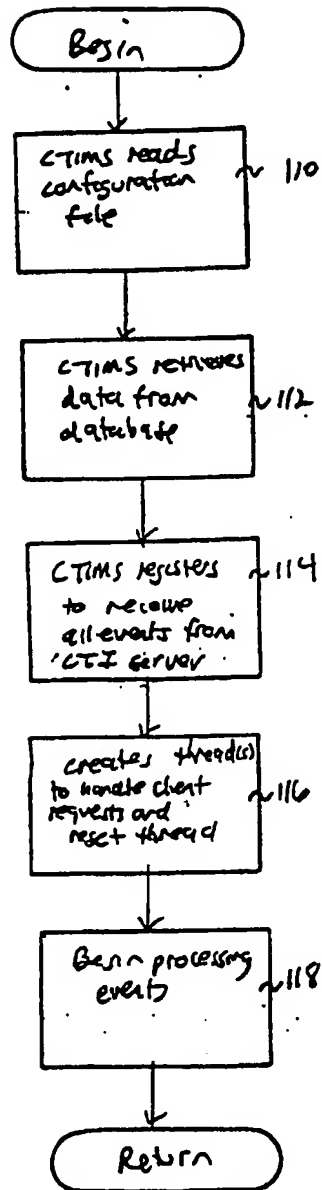 Begin
CTIMS reads
configuration
file
~ 110
CTIMS retrieves
data from
database
~112
CTIMS registers
to receive
all events from
CTI server
~114
creates thread(s)
to handle client
requests and
reset thread
~116
Begin processing
events
~118
Return